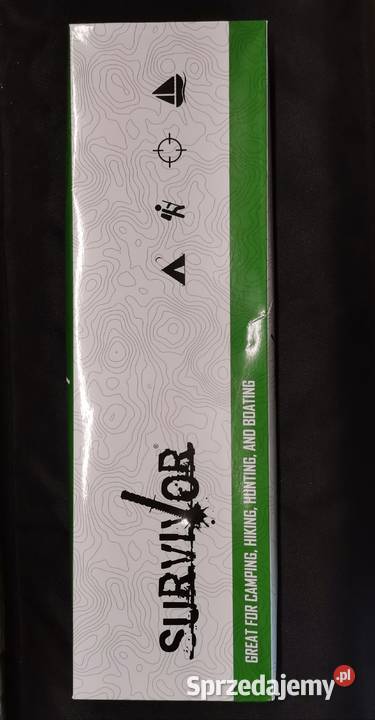 SURVIVOR®
GREAT FOR CAMPING, HIKING, HUNTING, AND BOATING
Sprzedajemy.pl